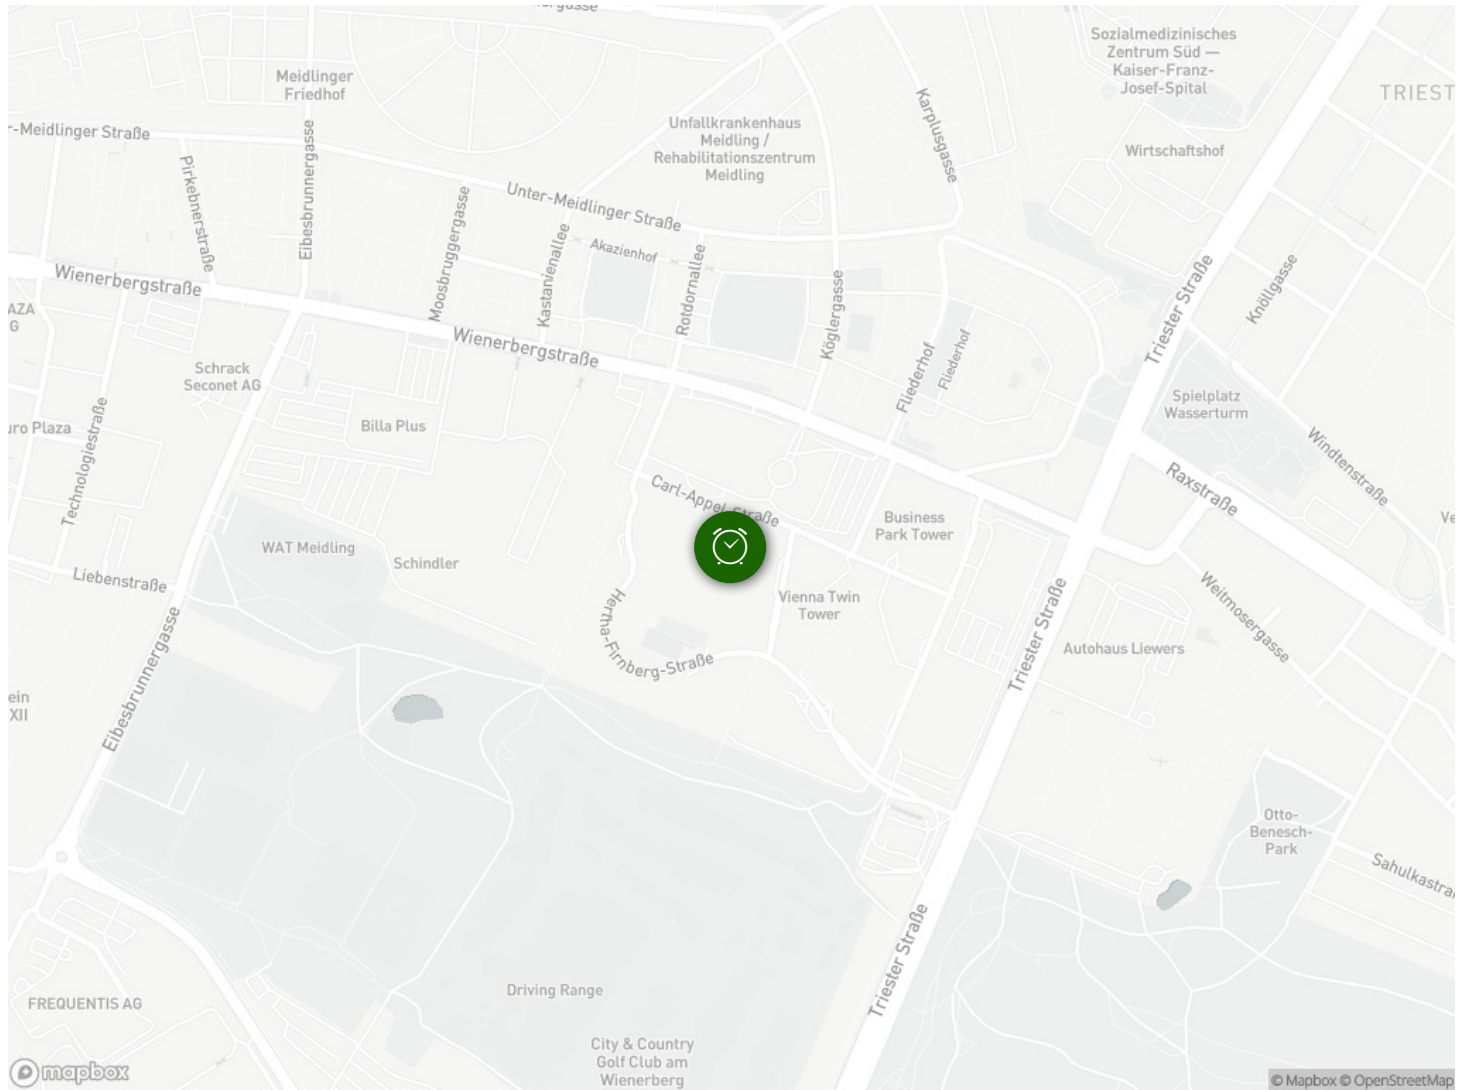 Sozialmedizinisches
Zentrum Süd —
Kaiser-Franz-
Josef-Spital
TRIEST
Meidlinger
Friedhof
Karplusgasse
Unfallkrankenhaus
Meidling /
Rehabilitationszentrum
Meidling
r-Meidlinger Straße
Wirtschaftshof
Pirkebnerstraße
Eibesbrunnergasse
Moosbruggergasse
Unter-Meidlinger Straße
Kastanienallee
Akazienhof
Rotdornallee
Köglergasse
Triester Straße
Knöllgasse
Wienerbergstraße
AZA
G
Wienerbergstraße
Fliederhof
Fliederhof
Schrack
Seconet AG
Spielplatz
Wasserturm
Billa Plus
uro Plaza
Technologiestraße
Windtenstraße
Raxstraße
Carl-Appel-Straße
Business
Park Tower
Ve
WAT Meidling
Schindler
Liebenstraße
Hertha-Firnberg-Straße
Vienna Twin
Tower
Weitmosergasse
Triester Straße
Autohaus Liewers
Eibesbrunnergasse
ein
XII
Otto-
Benesch-
Park
Sahulkastra
Triester Straße
Driving Range
FREQUENTIS AG
City & Country
Golf Club am
Wienerberg
mapbox
© Mapbox © OpenStreetMap